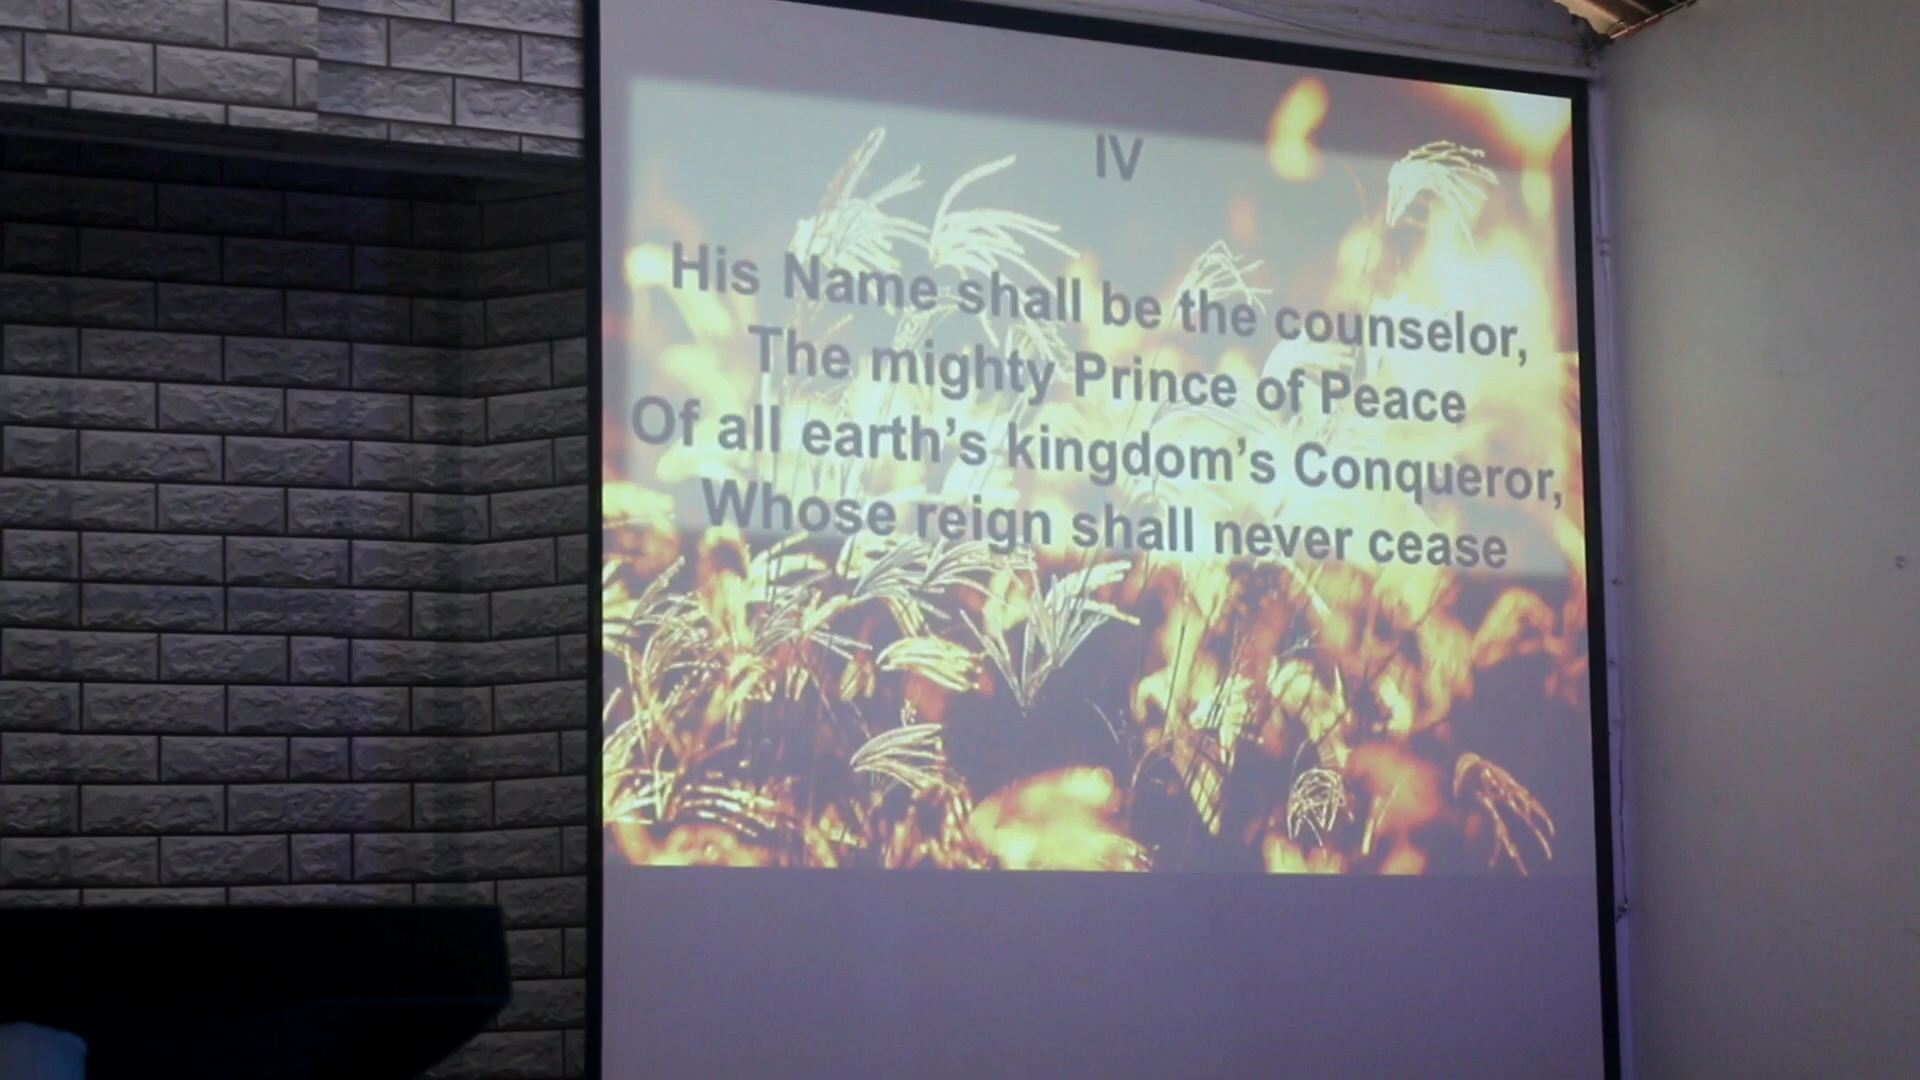 IV
His Name shall be the counselor,
The mighty Prince of Peace
Of all earth’s kingdom’s Conqueror,
Whose reign shall never cease